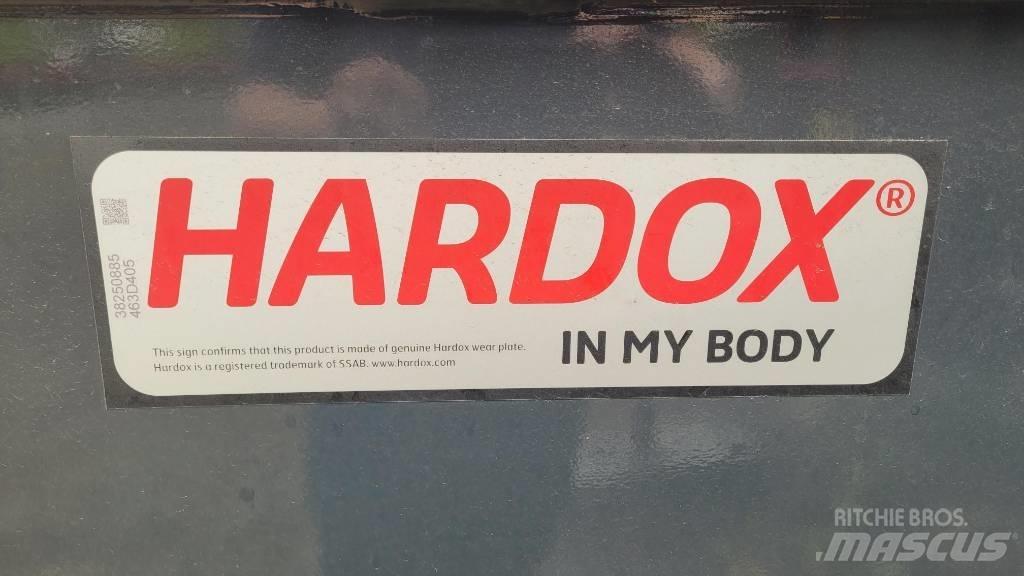 HARDOX®
IN MY BODY
38250885
463D405
This sign confirms that this product is made of genuine Hardox wear plate.
Hardox is a registered trademark of SSAB. www.hardox.com
RITCHIE BROS.
MASCUS